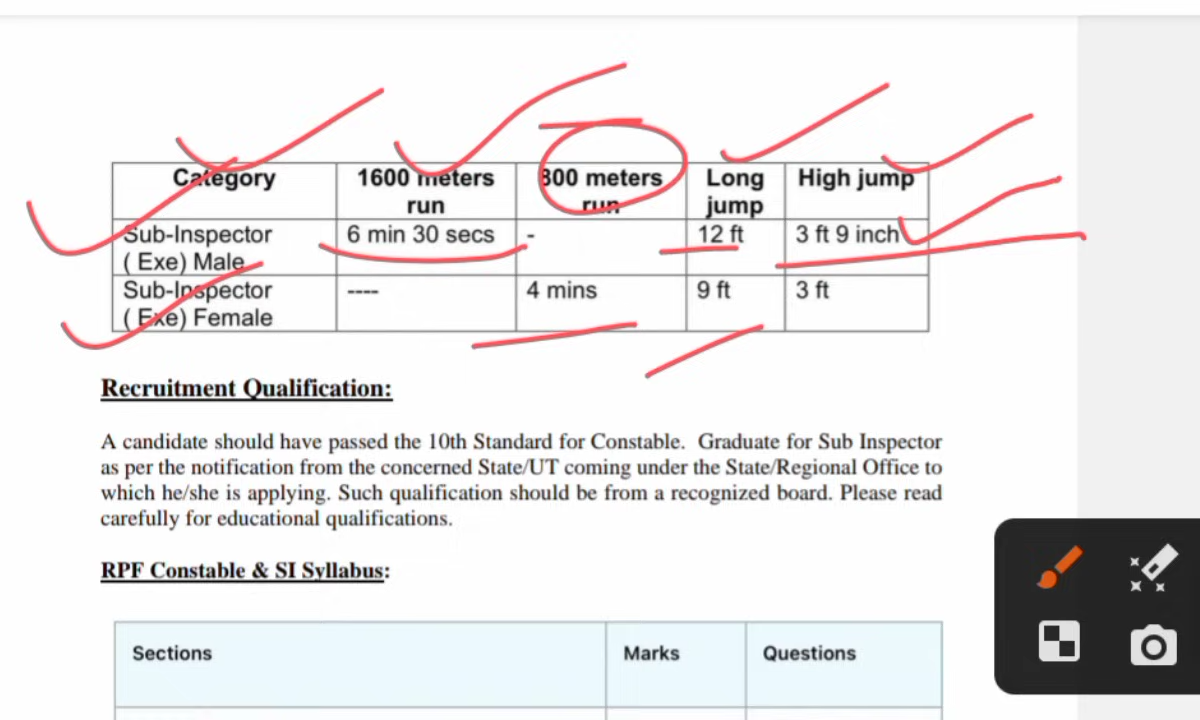 Category 1600 meters 800 meters Long High jump
run run jump
Sub-Inspector 6 min 30 secs - 12 ft 3 ft 9 inch
( Exe) Male
Sub-Inspector ---- 4 mins 9 ft 3 ft
( Exe) Female
Recruitment Qualification:
A candidate should have passed the 10th Standard for Constable. Graduate for Sub Inspector
as per the notification from the concerned State/UT coming under the State/Regional Office to
which he/she is applying. Such qualification should be from a recognized board. Please read
carefully for educational qualifications.
RPF Constable & SI Syllabus:
Sections Marks Questions